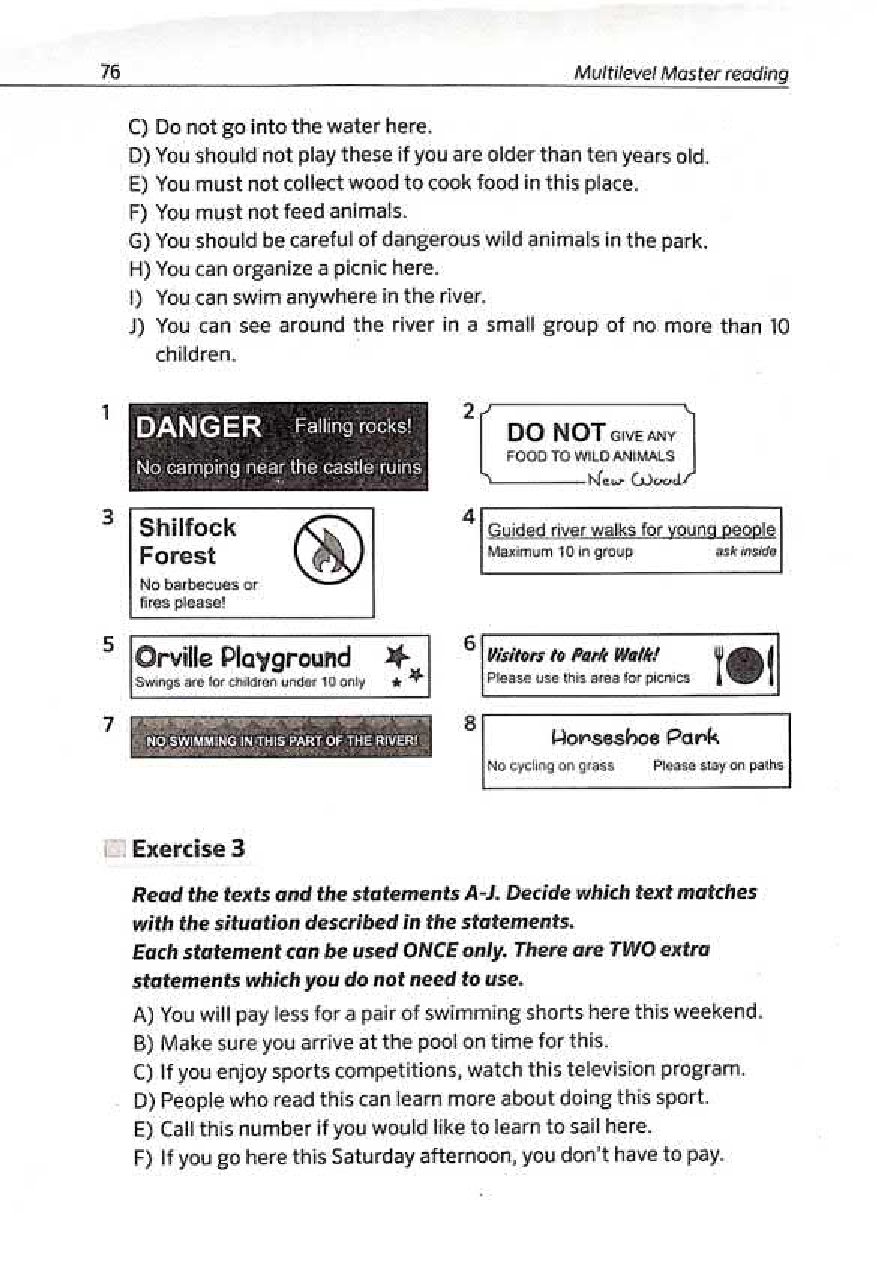 76
Multilevel Master reading
C) Do not go into the water here.
D) You should not play these if you are older than ten years old.
E) You must not collect wood to cook food in this place.
F) You must not feed animals.
G) You should be careful of dangerous wild animals in the park.
H) You can organize a picnic here.
I) You can swim anywhere in the river.
J) You can see around the river in a small group of no more than 10
children.
1
DANGER Falling rocks!
No camping near the castle ruins
2
DO NOT GIVE ANY
FOOD TO WILD ANIMALS
New Wood
3
Shilfock
Forest
No barbecues or
fires please!
4
Guided river walks for young people
Maximum 10 in group ask inside
5
Orville Playground
Swings are for children under 10 only
6
Visitors to Park Walk!
Please use this area for picnics
7
NO SWIMMING IN THIS PART OF THE RIVER!
8
Horseshoe Park
No cycling on grass Please stay on paths
Exercise 3
Read the texts and the statements A-J. Decide which text matches
with the situation described in the statements.
Each statement can be used ONCE only. There are TWO extra
statements which you do not need to use.
A) You will pay less for a pair of swimming shorts here this weekend.
B) Make sure you arrive at the pool on time for this.
C) If you enjoy sports competitions, watch this television program.
D) People who read this can learn more about doing this sport.
E) Call this number if you would like to learn to sail here.
F) If you go here this Saturday afternoon, you don't have to pay.